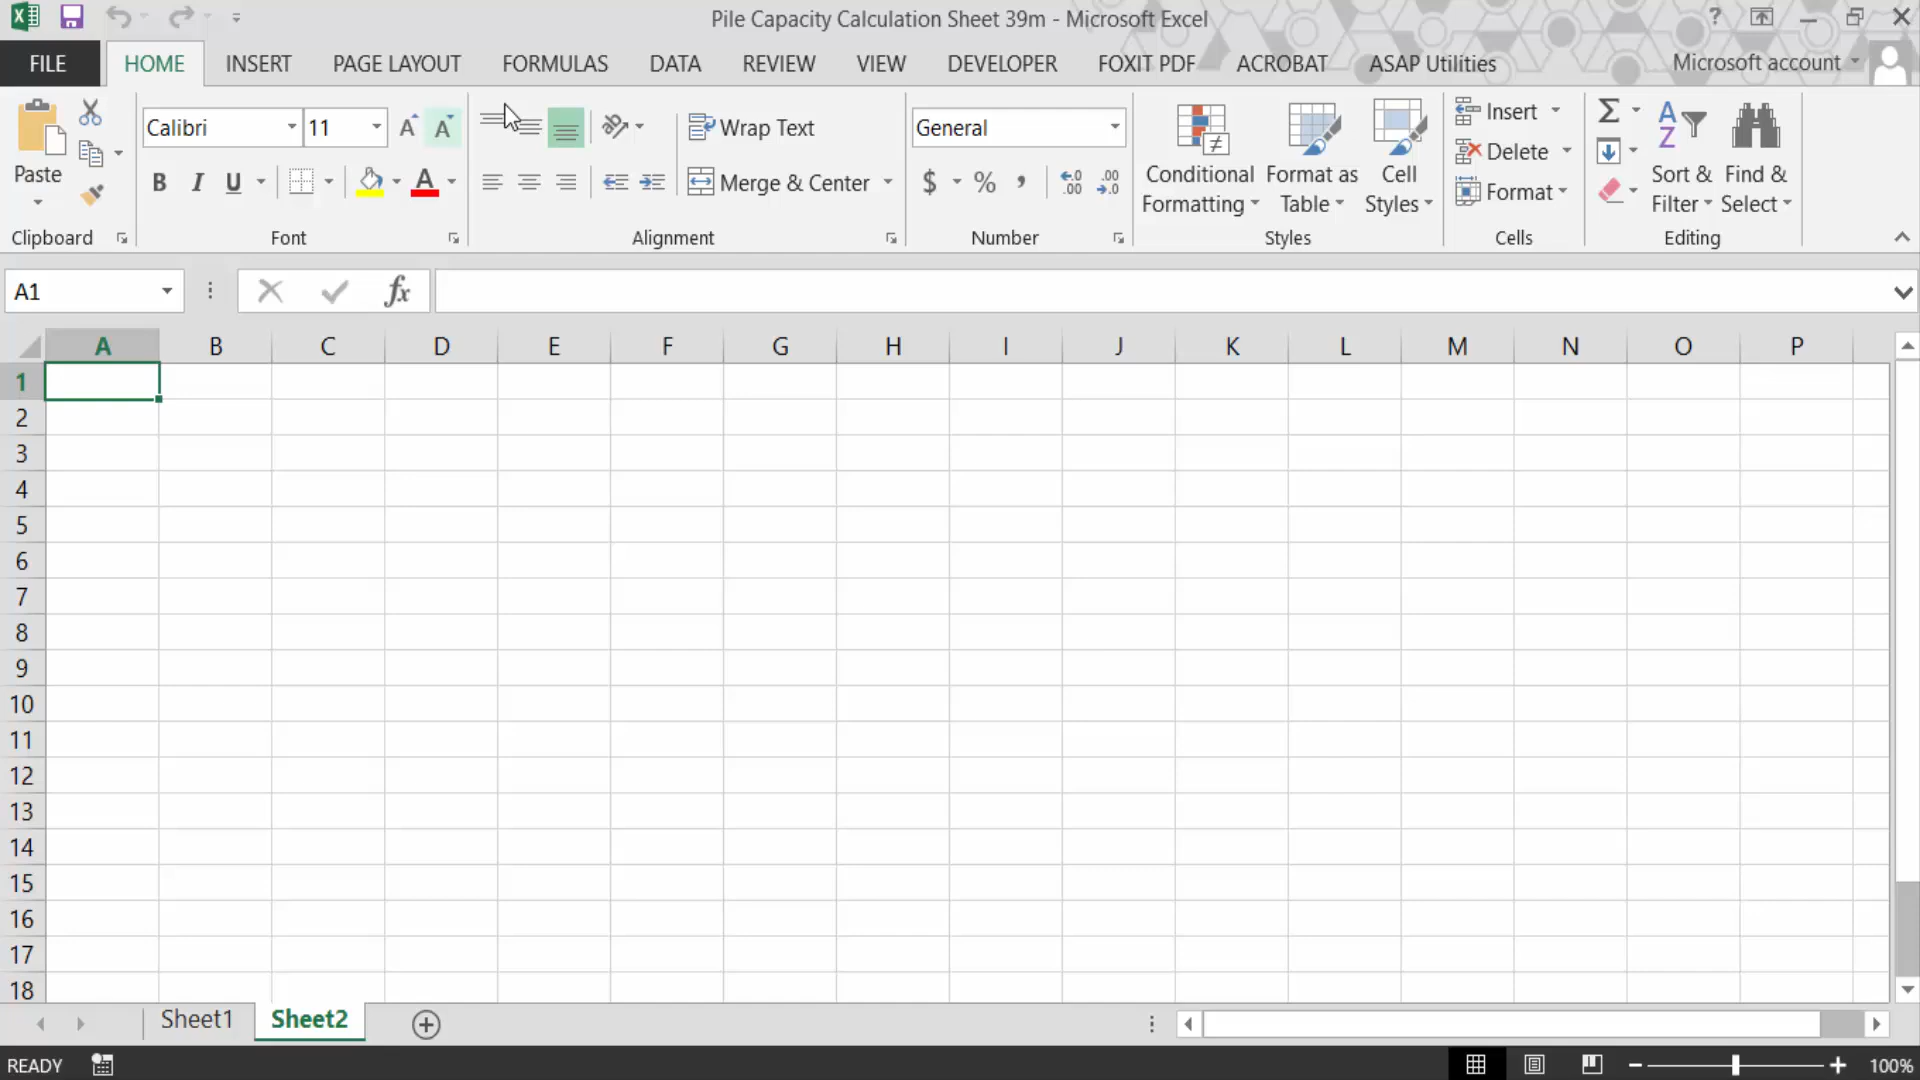 Pile Capacity Calculation Sheet 39m - Microsoft Excel
?
FILE HOME INSERT PAGE LAYOUT FORMULAS DATA REVIEW VIEW DEVELOPER FOXIT PDF ACROBAT ASAP Utilities Microsoft account
Paste
Clipboard
Calibri 11 A A
B I U A
Font
Wrap Text
Merge & Center
Alignment
General
$ % , .00 .00
Number
Conditional Formatting
Format as Table
Cell Styles
Styles
Insert
Delete
Format
Cells
Σ
Sort & Filter
Find & Select
Editing
A1 fx
A B C D E F G H I J K L M N O P
1
2
3
4
5
6
7
8
9
10
11
12
13
14
15
16
17
18
Sheet1 Sheet2
READY 100%